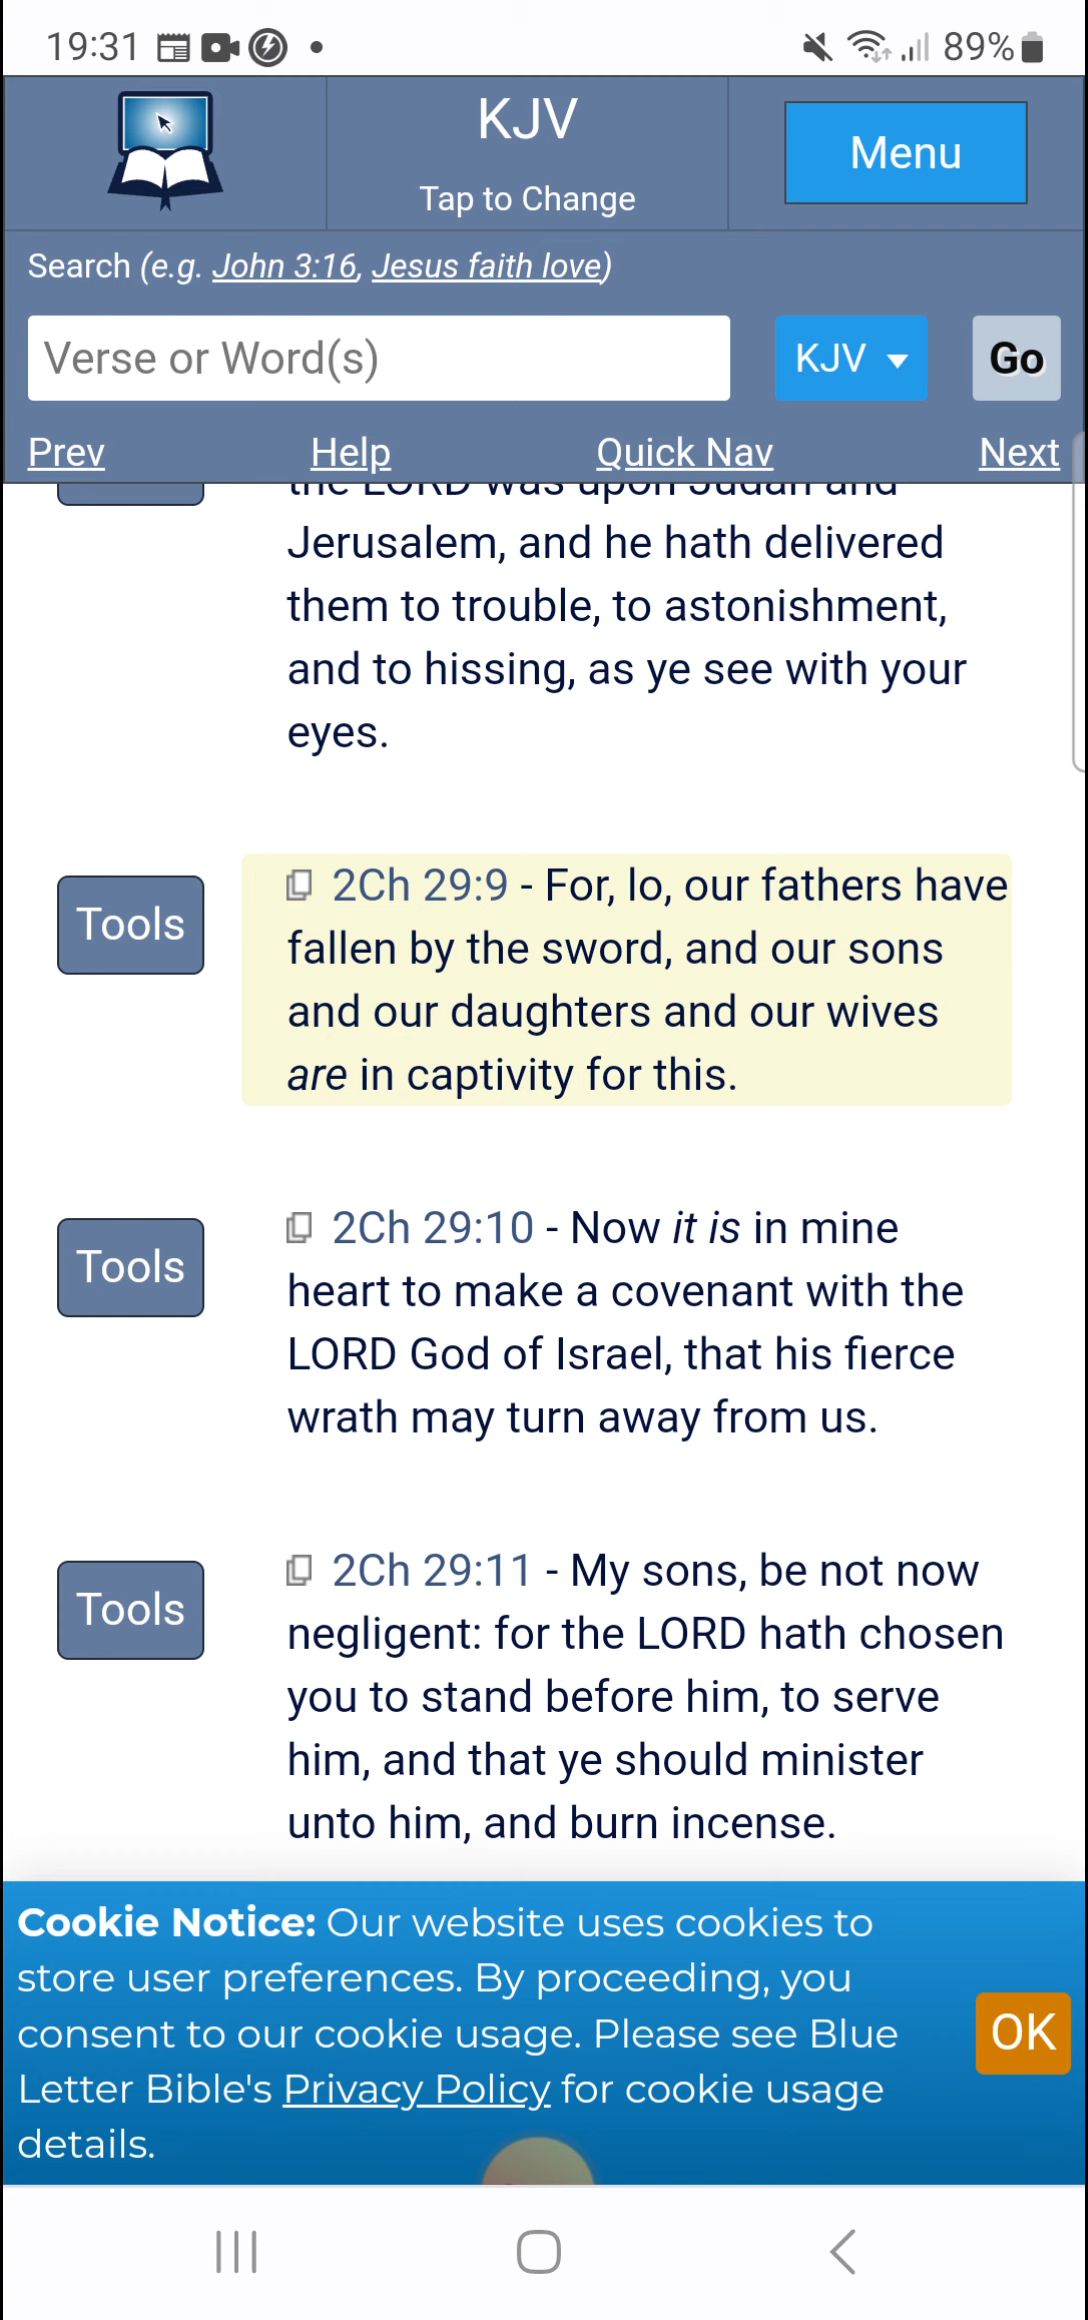 19:31
89%
KJV
Tap to Change
Menu
Search (e.g. John 3:16, Jesus faith love)
Verse or Word(s)
KJV
Go
Prev
Help
Quick Nav
Next
the LORD was upon Judah and
Jerusalem, and he hath delivered
them to trouble, to astonishment,
and to hissing, as ye see with your
eyes.
Tools
2Ch 29:9 - For, lo, our fathers have
fallen by the sword, and our sons
and our daughters and our wives
are in captivity for this.
Tools
2Ch 29:10 - Now it is in mine
heart to make a covenant with the
LORD God of Israel, that his fierce
wrath may turn away from us.
Tools
2Ch 29:11 - My sons, be not now
negligent: for the LORD hath chosen
you to stand before him, to serve
him, and that ye should minister
unto him, and burn incense.
Cookie Notice: Our website uses cookies to
store user preferences. By proceeding, you
consent to our cookie usage. Please see Blue
Letter Bible's Privacy Policy for cookie usage
details.
OK